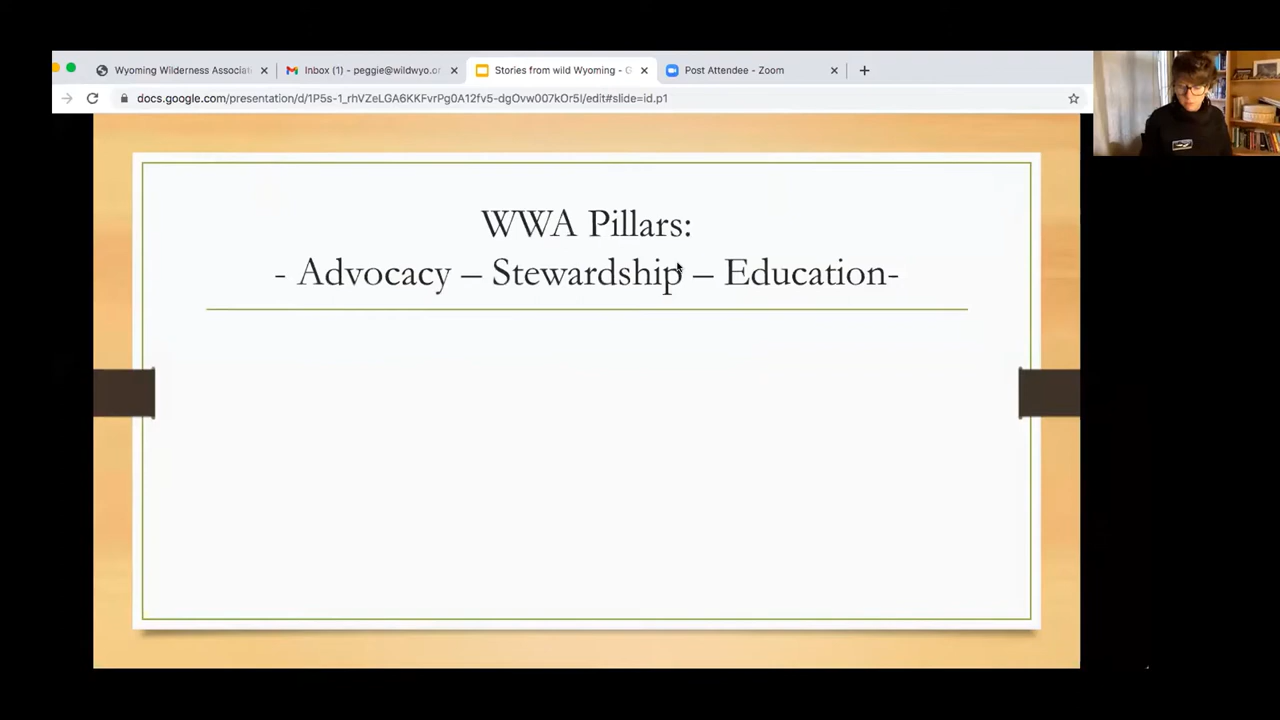 Wyoming Wilderness Associat
Inbox (1) - peggie@wildwyo.or
Stories from wild Wyoming - G
Post Attendee - Zoom
docs.google.com/presentation/d/1P5s-1_rhVZeLGA6KKFvrPg0A12fv5-dgOvw007kOr5I/edit#slide=id.p1
WWA Pillars:
- Advocacy – Stewardship – Education-